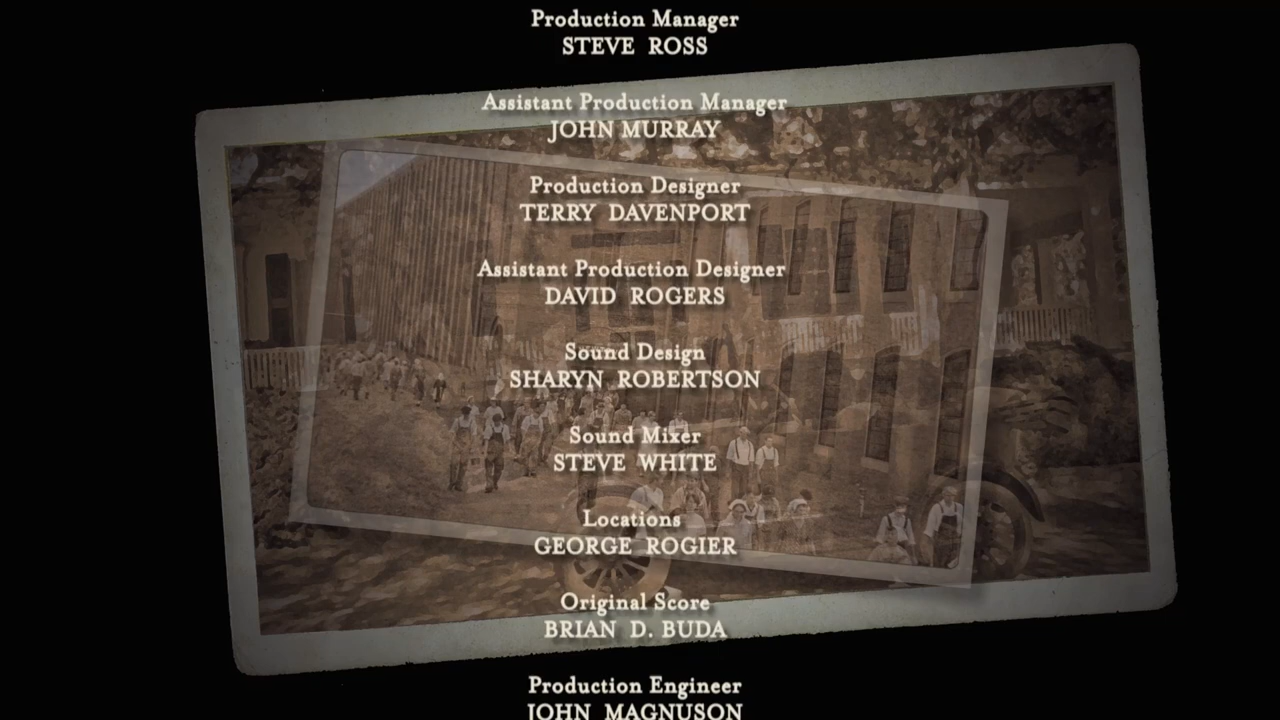 Production Manager
STEVE ROSS
Assistant Production Manager
JOHN MURRAY
Production Designer
TERRY DAVENPORT
Assistant Production Designer
DAVID ROGERS
Sound Design
SHARYN ROBERTSON
Sound Mixer
STEVE WHITE
Locations
GEORGE ROGIER
Original Score
BRIAN D. BUDA
Production Engineer
JOHN MAGNUSON